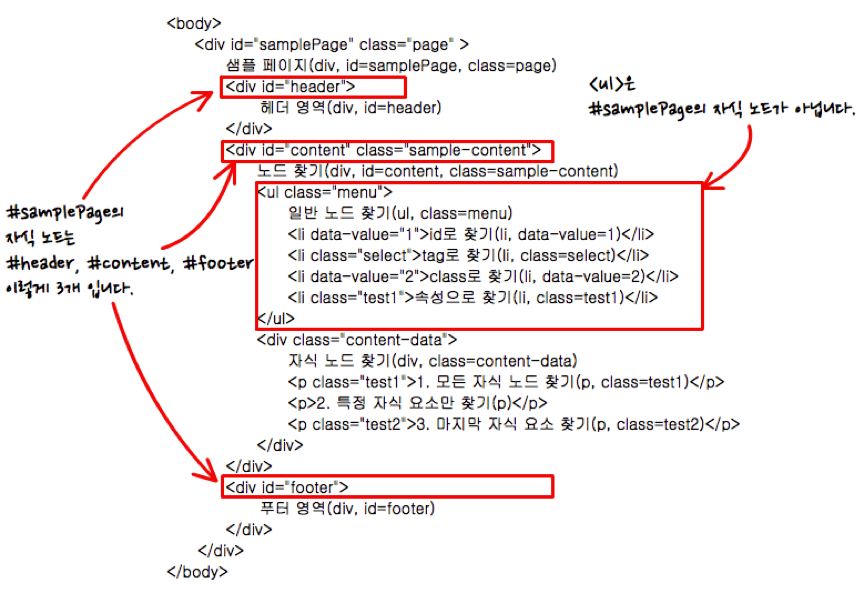 <body>
<div id="samplePage" class="page" >
샘플 페이지(div, id=samplePage, class=page)
<div id="header">
헤더 영역(div, id=header)
</div>
<div id="content" class="sample-content">
노드 찾기(div, id=content, class=sample-content)
<ul class="menu">
일반 노드 찾기(ul, class=menu)
<li data-value="1">id로 찾기(li, data-value=1)</li>
<li class="select">tag로 찾기(li, class=select)</li>
<li data-value="2">class로 찾기(li, data-value=2)</li>
<li class="test1">속성으로 찾기(li, class=test1)</li>
</ul>
<div class="content-data">
자식 노드 찾기(div, class=content-data)
<p class="test1">1. 모든 자식 노드 찾기(p, class=test1)</p>
<p>2. 특정 자식 요소만 찾기(p)</p>
<p class="test2">3. 마지막 자식 요소 찾기(p, class=test2)</p>
</div>
</div>
<div id="footer">
푸터 영역(div, id=footer)
</div>
</div>
</body>
#samplePage의
자식 노드는
#header, #content, #footer
이렇게 3개 입니다.
<ul>은
#samplePage의 자식 노드가 아닙니다.